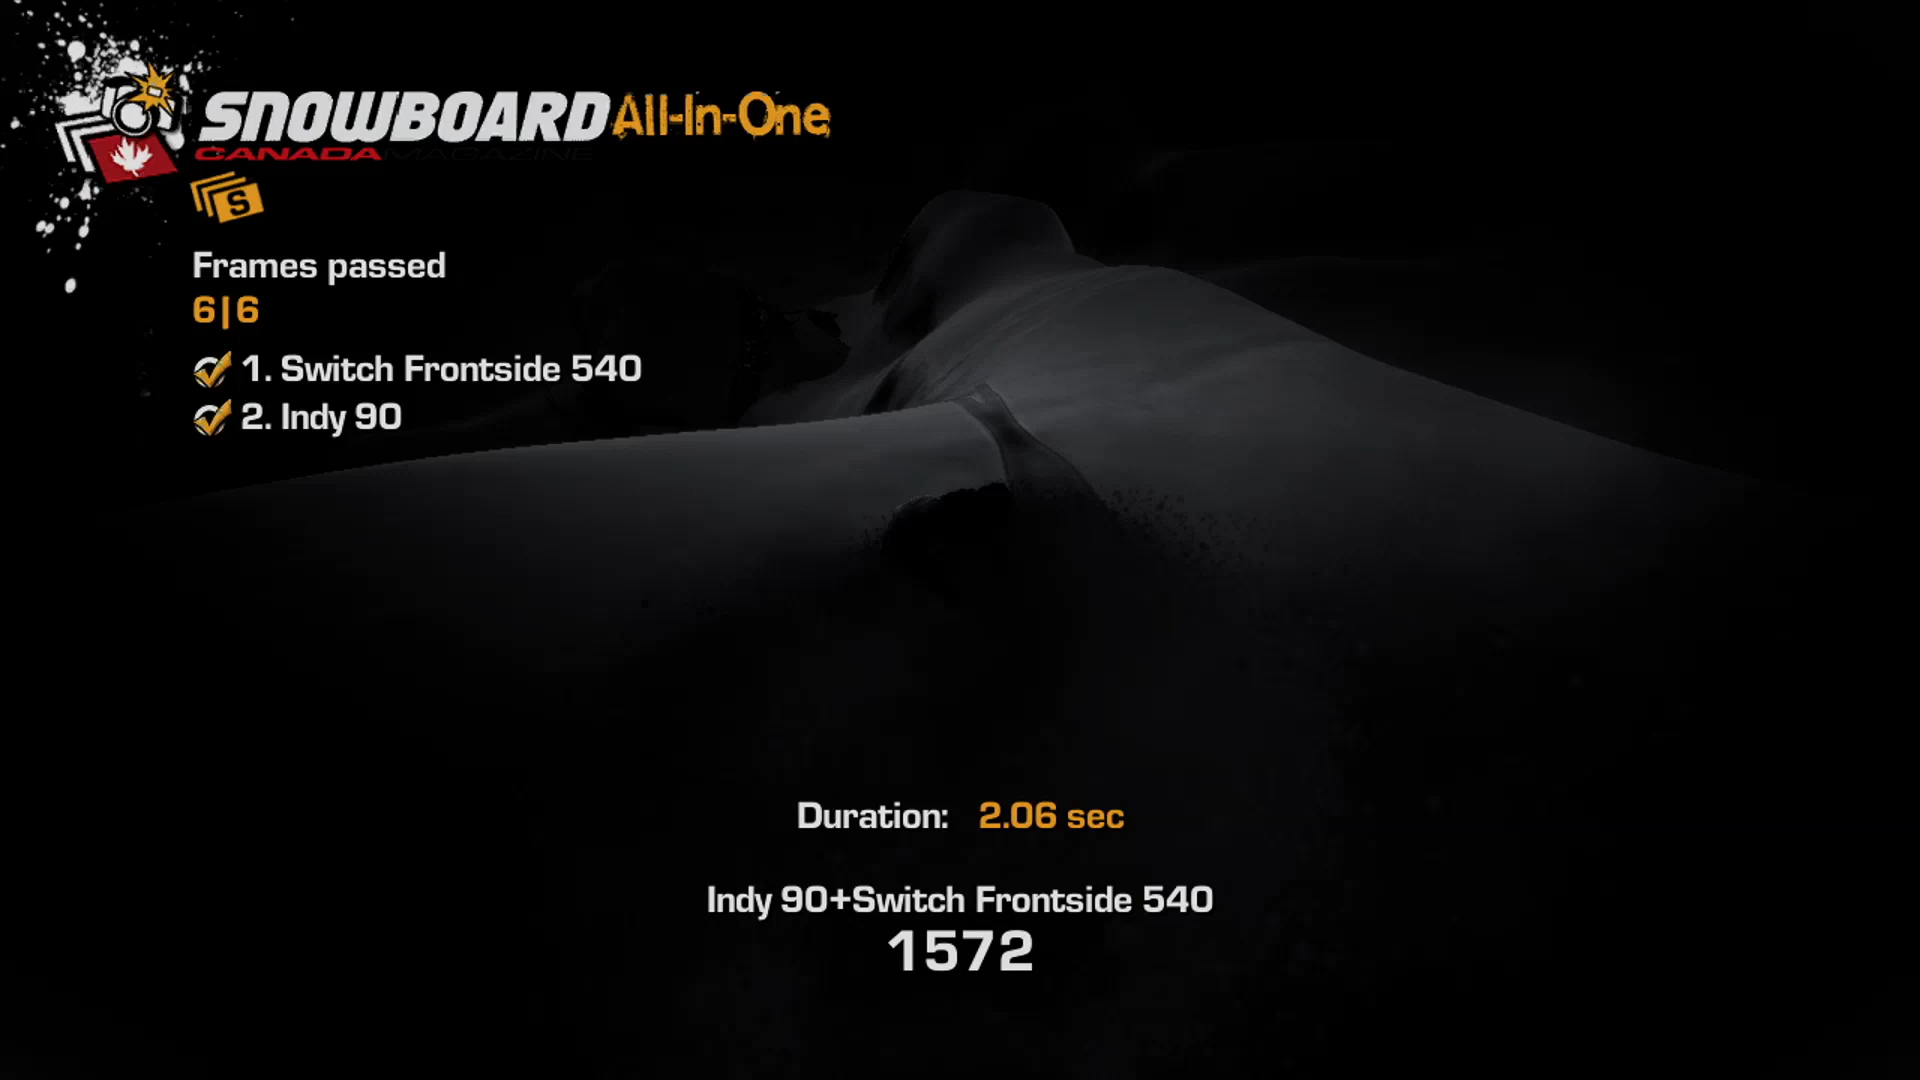 SNOWBOARD All-In-One
CANADA MAGAZINE
S
Frames passed
6|6
1. Switch Frontside 540
2. Indy 90
Duration: 2.06 sec
Indy 90+Switch Frontside 540
1572